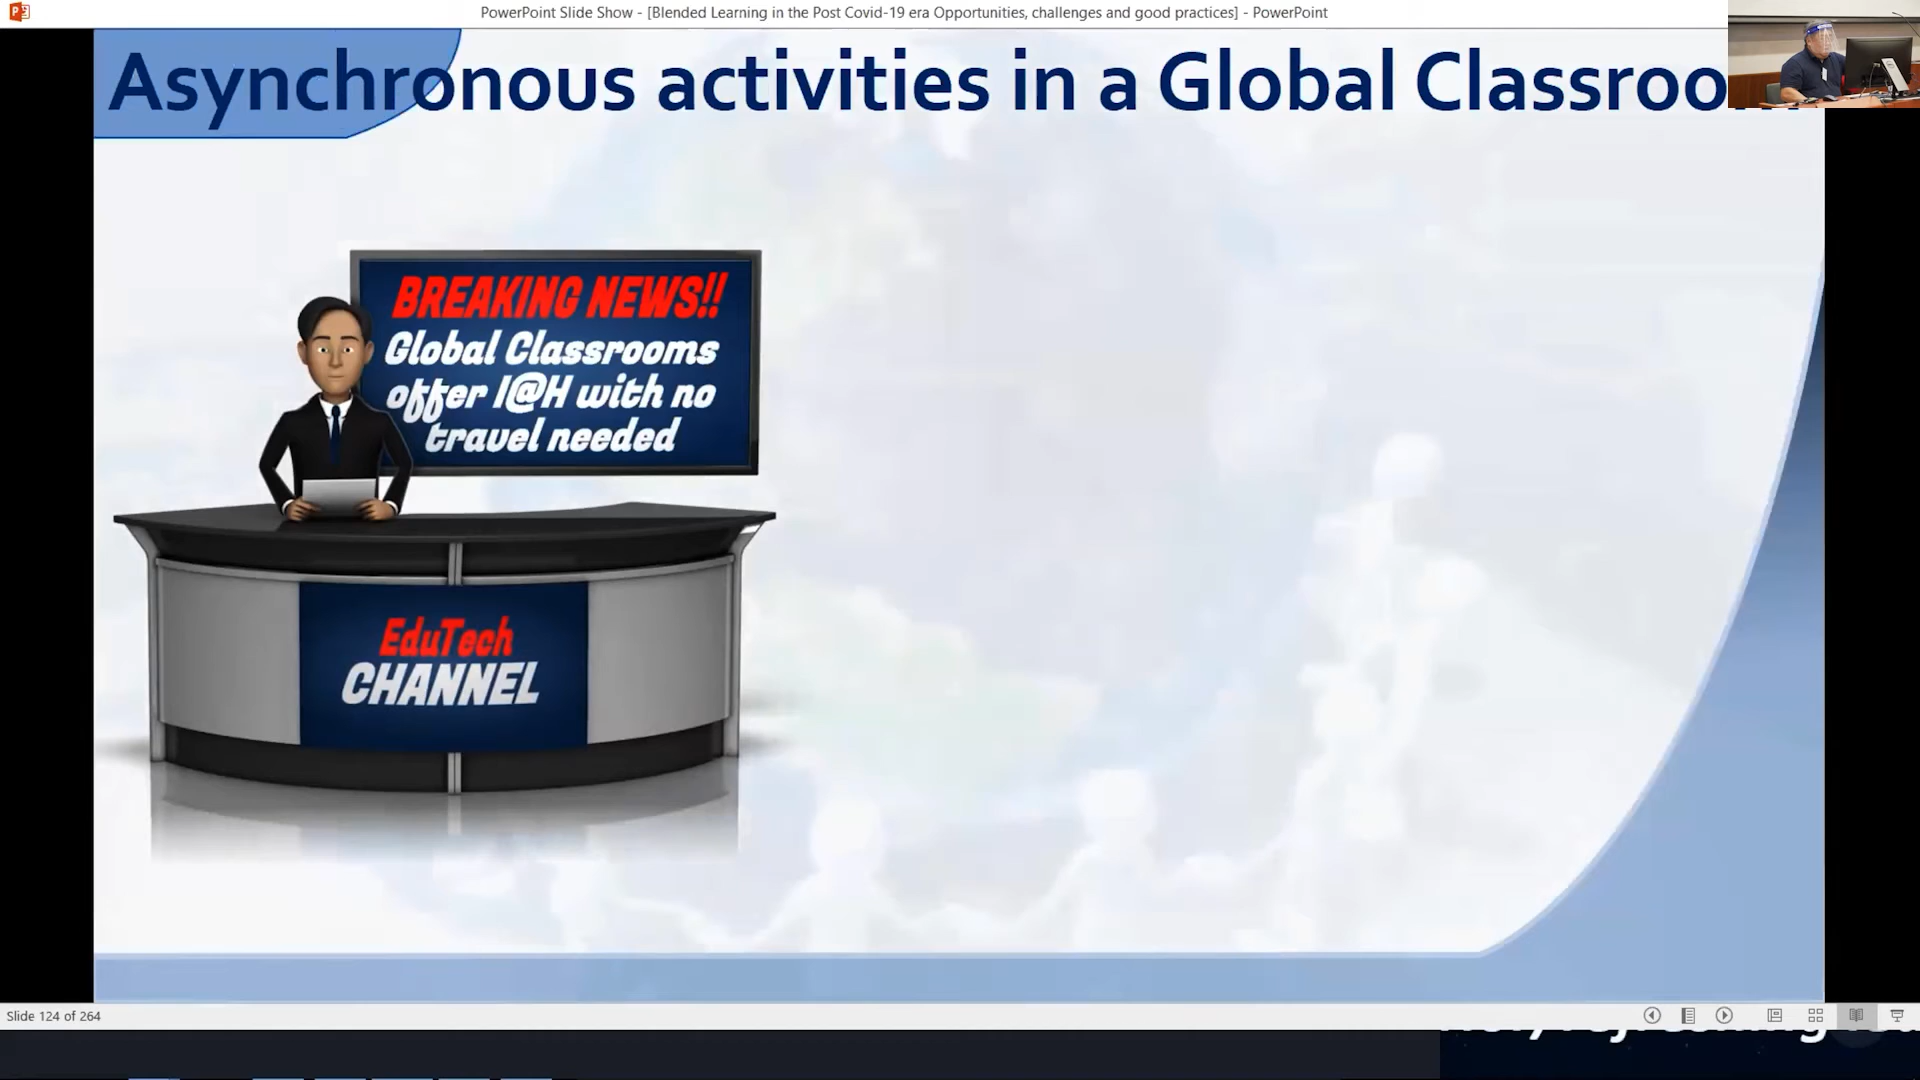 PowerPoint Slide Show - [Blended Learning in the Post Covid-19 era Opportunities, challenges and good practices] - PowerPoint
Asynchronous activities in a Global Classroom
BREAKING NEWS!!
Global Classrooms
offer I@H with no
travel needed
EduTech
CHANNEL
Slide 124 of 264